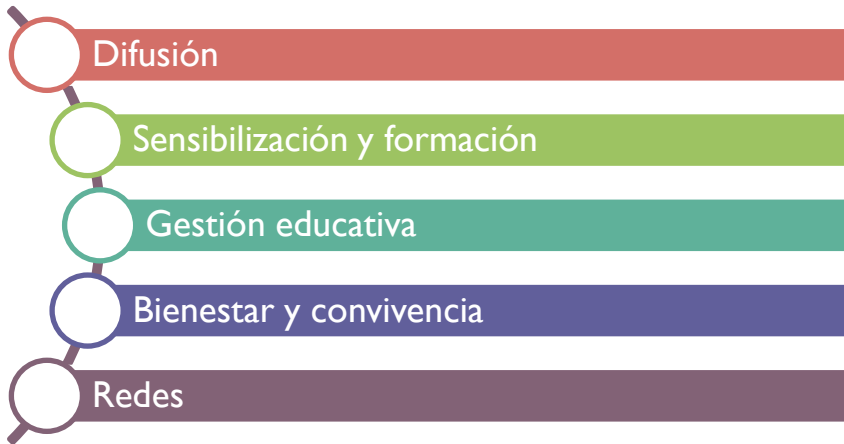 Difusión
Sensibilización y formación
Gestión educativa
Bienestar y convivencia
Redes